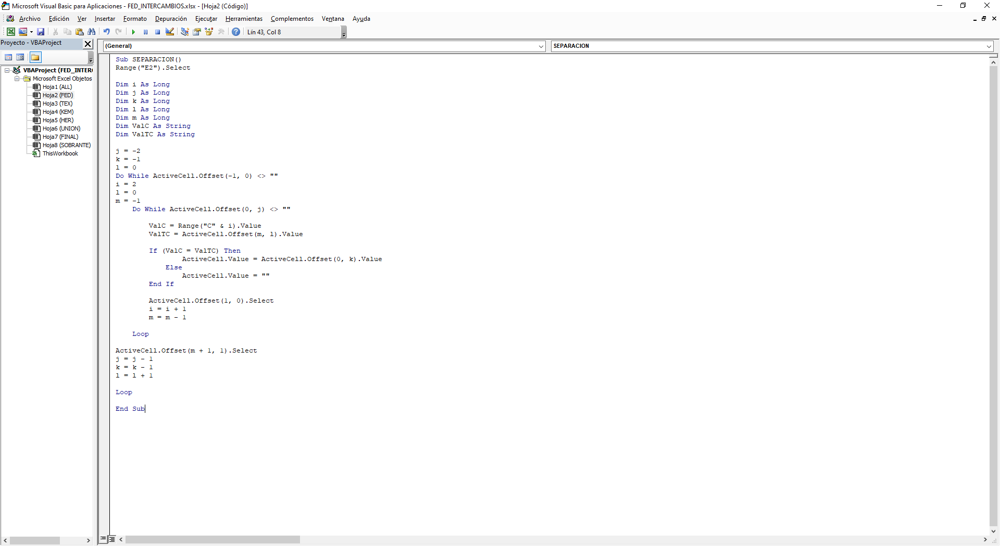 Microsoft Visual Basic para Aplicaciones - FED_INTERCAMBIOS.xlsx - [Hoja2 (Código)]
Archivo Edición Ver Insertar Formato Depuración Ejecutar Herramientas Complementos Ventana Ayuda
Lín 43, Col 8
Proyecto - VBAProject
VBAProject (FED_INTER
Microsoft Excel Objetos
Hoja1 (ALL)
Hoja2 (FED)
Hoja3 (TEX)
Hoja4 (KEM)
Hoja5 (HER)
Hoja6 (UNION)
Hoja7 (FINAL)
Hoja8 (SOBRANTE)
ThisWorkbook
(General)
SEPARACION
Sub SEPARACION()
Range("E2").Select
Dim i As Long
Dim j As Long
Dim k As Long
Dim l As Long
Dim m As Long
Dim ValC As String
Dim ValTC As String
j = -2
k = -1
l = 0
Do While ActiveCell.Offset(-1, 0) <> ""
i = 2
l = 0
m = -1
Do While ActiveCell.Offset(0, j) <> ""
ValC = Range("C" & i).Value
ValTC = ActiveCell.Offset(m, l).Value
If (ValC = ValTC) Then
ActiveCell.Value = ActiveCell.Offset(0, k).Value
Else
ActiveCell.Value = ""
End If
ActiveCell.Offset(1, 0).Select
i = i + 1
m = m - 1
Loop
ActiveCell.Offset(m + 1, 1).Select
j = j - 1
k = k - 1
l = l + 1
Loop
End Sub